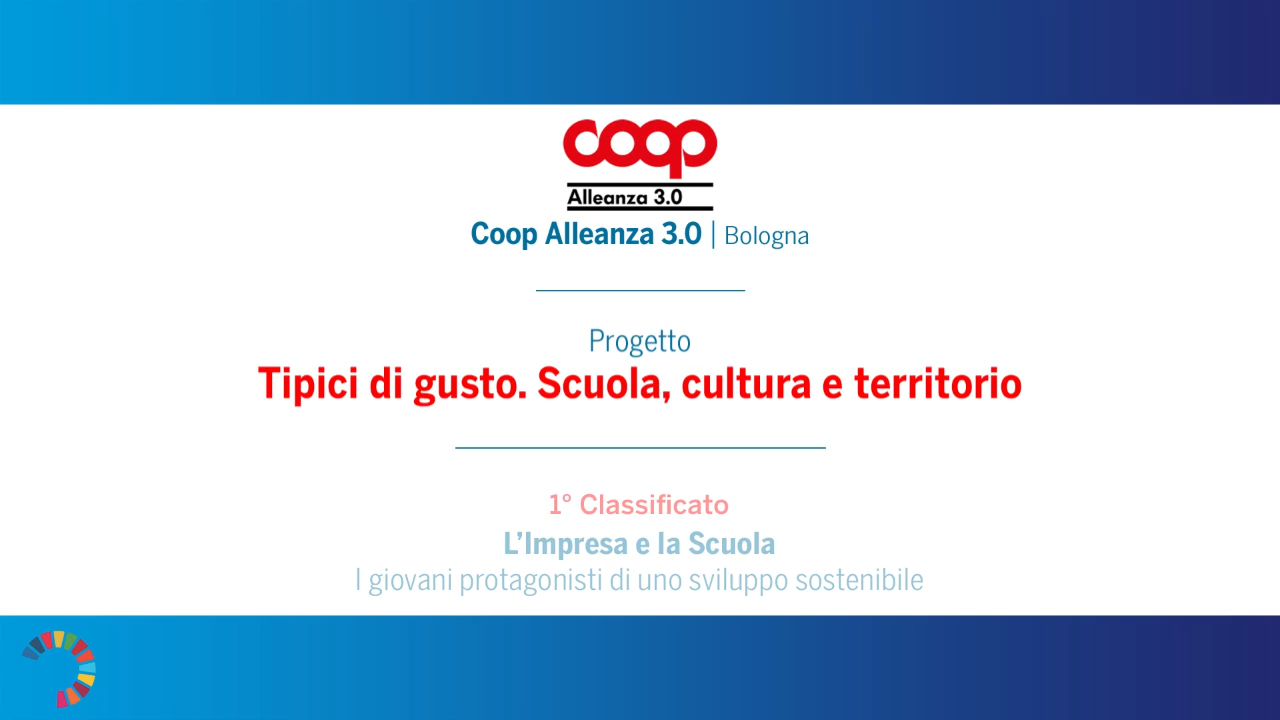 coop
Alleanza 3.0
Coop Alleanza 3.0 | Bologna
Progetto
Tipici di gusto. Scuola, cultura e territorio
1° Classificato
L’Impresa e la Scuola
I giovani protagonisti di uno sviluppo sostenibile